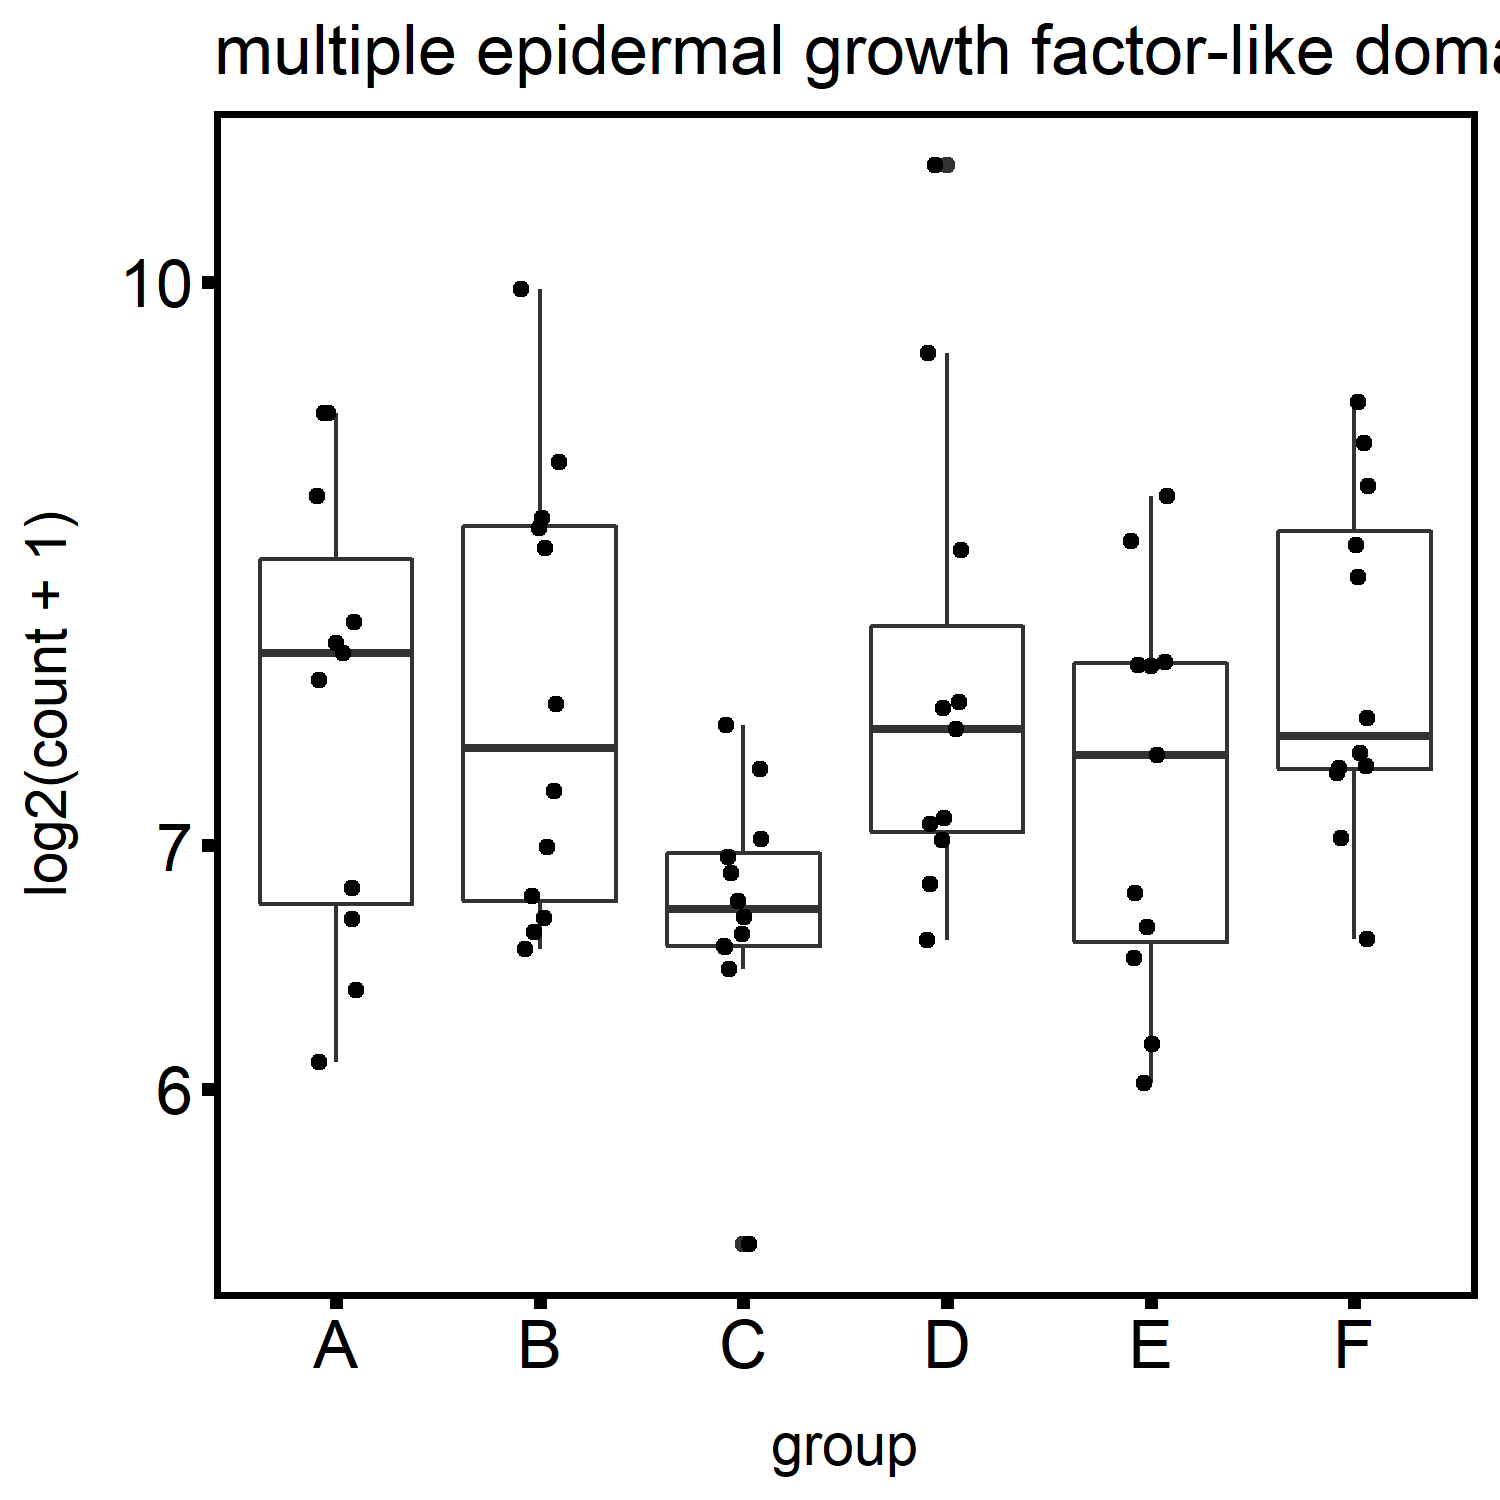 multiple epidermal growth factor-like doma
log2(count + 1)
10
7
6
A B C D E F
group